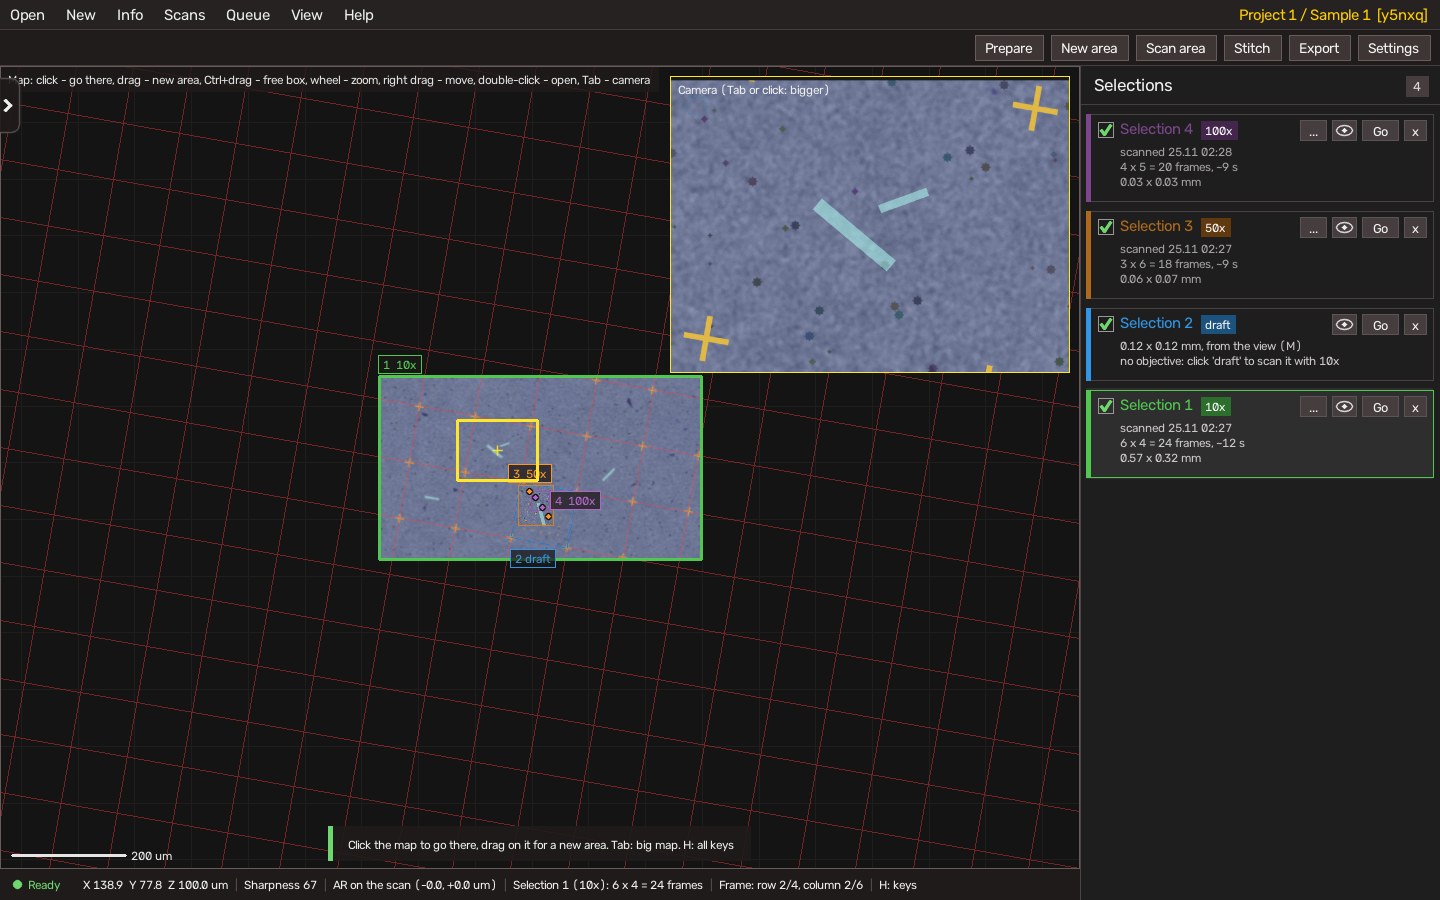 Open New Info Scans Queue View Help
Project 1 / Sample 1 [y5nxq]
Prepare New area Scan area Stitch Export Settings
Map: click - go there, drag - new area, Ctrl+drag - free box, wheel - zoom, right drag - move, double-click - open, Tab - camera
Camera (Tab or click: bigger)
Selections 4
Selection 4 100x ... Go x
scanned 25.11 02:28
4 x 5 = 20 frames, ~9 s
0.03 x 0.03 mm
Selection 3 50x ... Go x
scanned 25.11 02:27
3 x 6 = 18 frames, ~9 s
0.06 x 0.07 mm
Selection 2 draft Go x
0.12 x 0.12 mm, from the view (M)
no objective: click 'draft' to scan it with 10x
Selection 1 10x ... Go x
scanned 25.11 02:27
6 x 4 = 24 frames, ~12 s
0.57 x 0.32 mm
1 10x
3 50x
4 100x
2 draft
Click the map to go there, drag on it for a new area. Tab: big map. H: all keys
200 um
Ready X 138.9 Y 77.8 Z 100.0 um Sharpness 67 AR on the scan (-0.0, +0.0 um) Selection 1 (10x): 6 x 4 = 24 frames Frame: row 2/4, column 2/6 H: keys